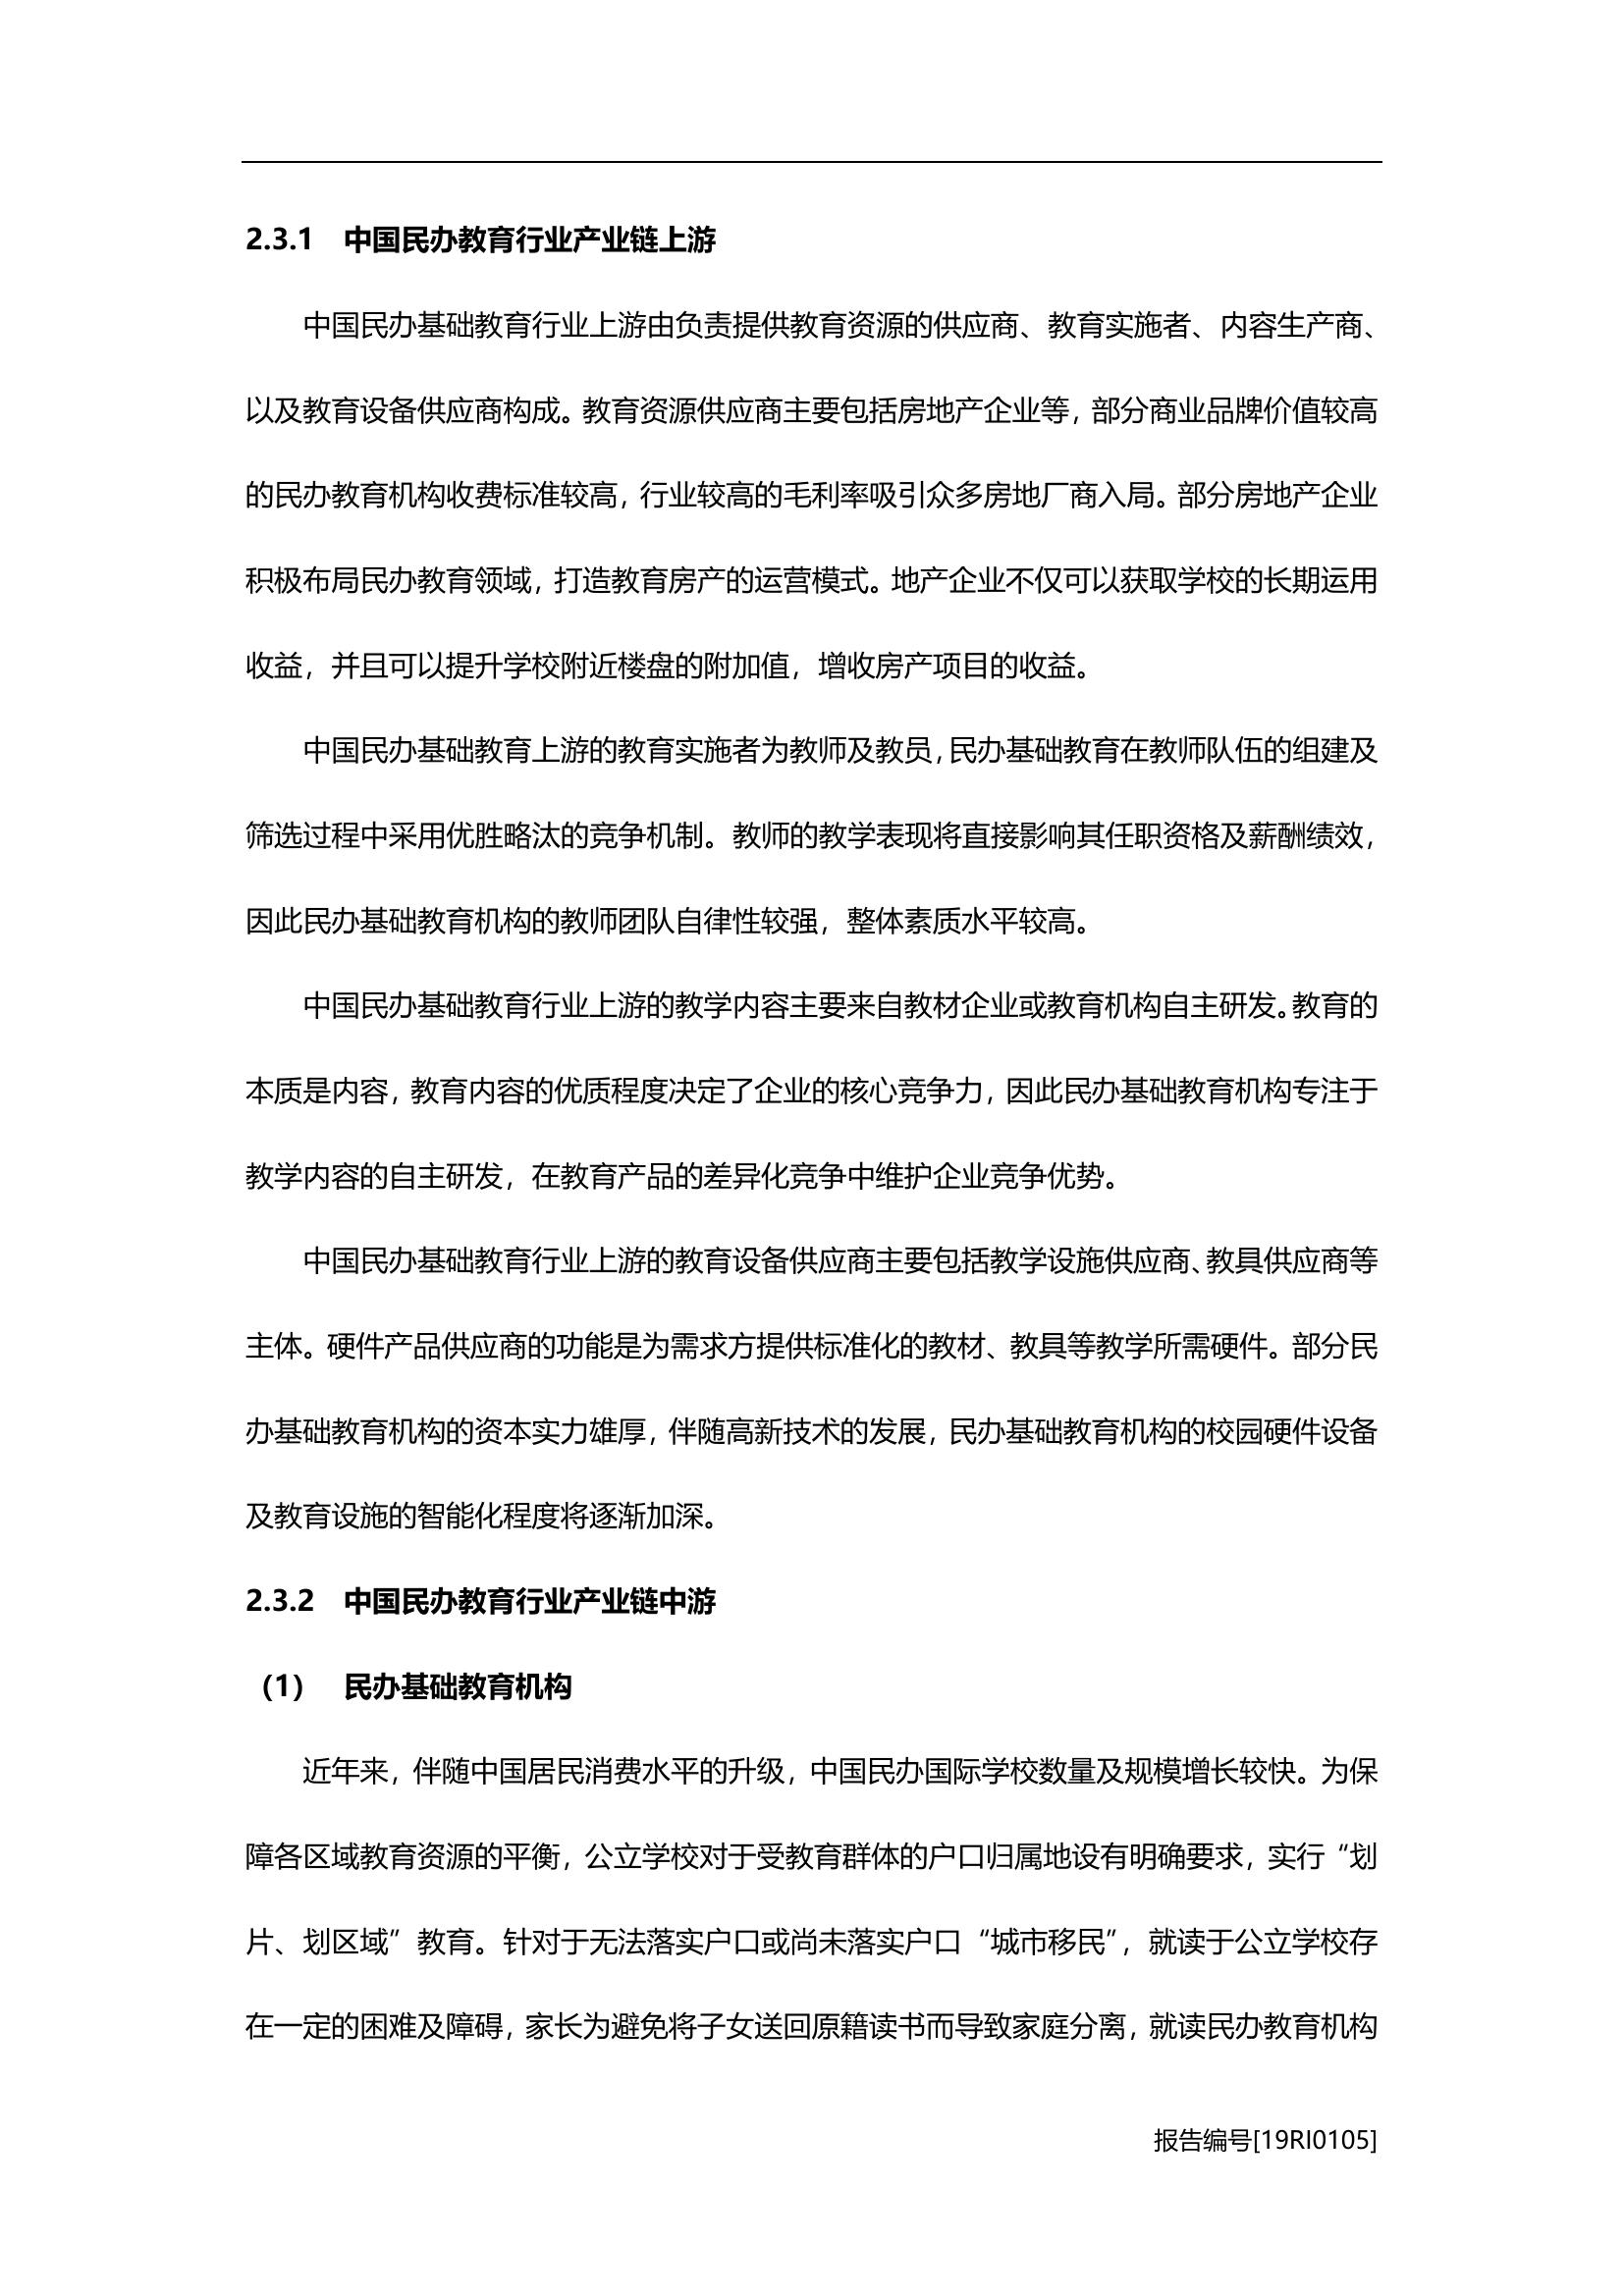 2.3.1 中国民办教育行业产业链上游
中国民办基础教育行业上游由负责提供教育资源的供应商、教育实施者、内容生产商、
以及教育设备供应商构成。教育资源供应商主要包括房地产企业等，部分商业品牌价值较高
的民办教育机构收费标准较高，行业较高的毛利率吸引众多房地厂商入局。部分房地产企业
积极布局民办教育领域，打造教育房产的运营模式。地产企业不仅可以获取学校的长期运用
收益，并且可以提升学校附近楼盘的附加值，增收房产项目的收益。
中国民办基础教育上游的教育实施者为教师及教员，民办基础教育在教师队伍的组建及
筛选过程中采用优胜略汰的竞争机制。教师的教学表现将直接影响其任职资格及薪酬绩效，
因此民办基础教育机构的教师团队自律性较强，整体素质水平较高。
中国民办基础教育行业上游的教学内容主要来自教材企业或教育机构自主研发。教育的
本质是内容，教育内容的优质程度决定了企业的核心竞争力，因此民办基础教育机构专注于
教学内容的自主研发，在教育产品的差异化竞争中维护企业竞争优势。
中国民办基础教育行业上游的教育设备供应商主要包括教学设施供应商、教具供应商等
主体。硬件产品供应商的功能是为需求方提供标准化的教材、教具等教学所需硬件。部分民
办基础教育机构的资本实力雄厚，伴随高新技术的发展，民办基础教育机构的校园硬件设备
及教育设施的智能化程度将逐渐加深。
2.3.2 中国民办教育行业产业链中游
（1） 民办基础教育机构
近年来，伴随中国居民消费水平的升级，中国民办国际学校数量及规模增长较快。为保
障各区域教育资源的平衡，公立学校对于受教育群体的户口归属地设有明确要求，实行“划
片、划区域”教育。针对于无法落实户口或尚未落实户口“城市移民”，就读于公立学校存
在一定的困难及障碍，家长为避免将子女送回原籍读书而导致家庭分离，就读民办教育机构
报告编号[19RI0105]